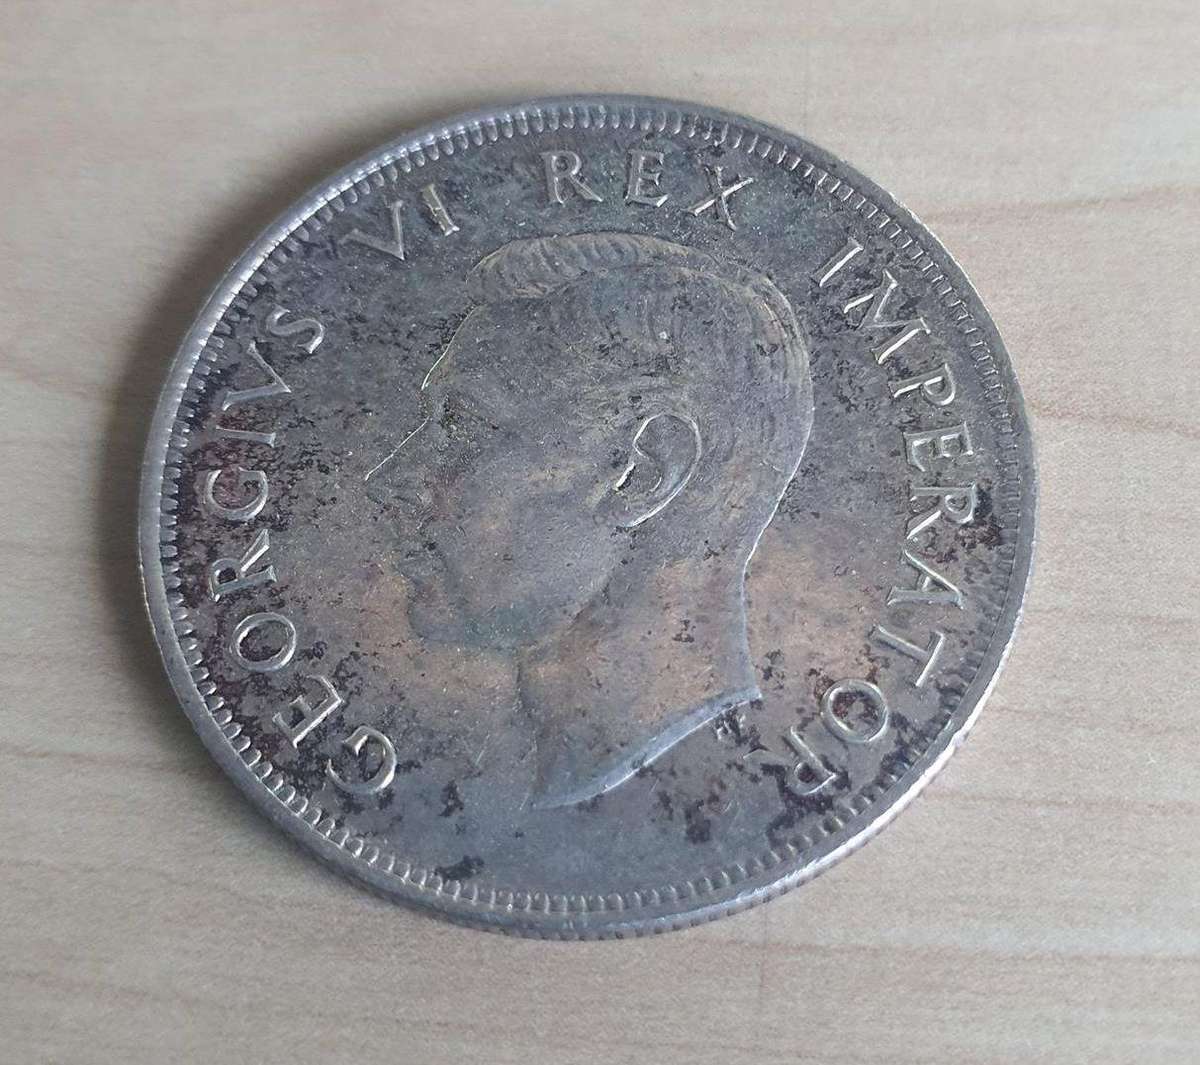 GEORGIVS VI REX IMPERATOR